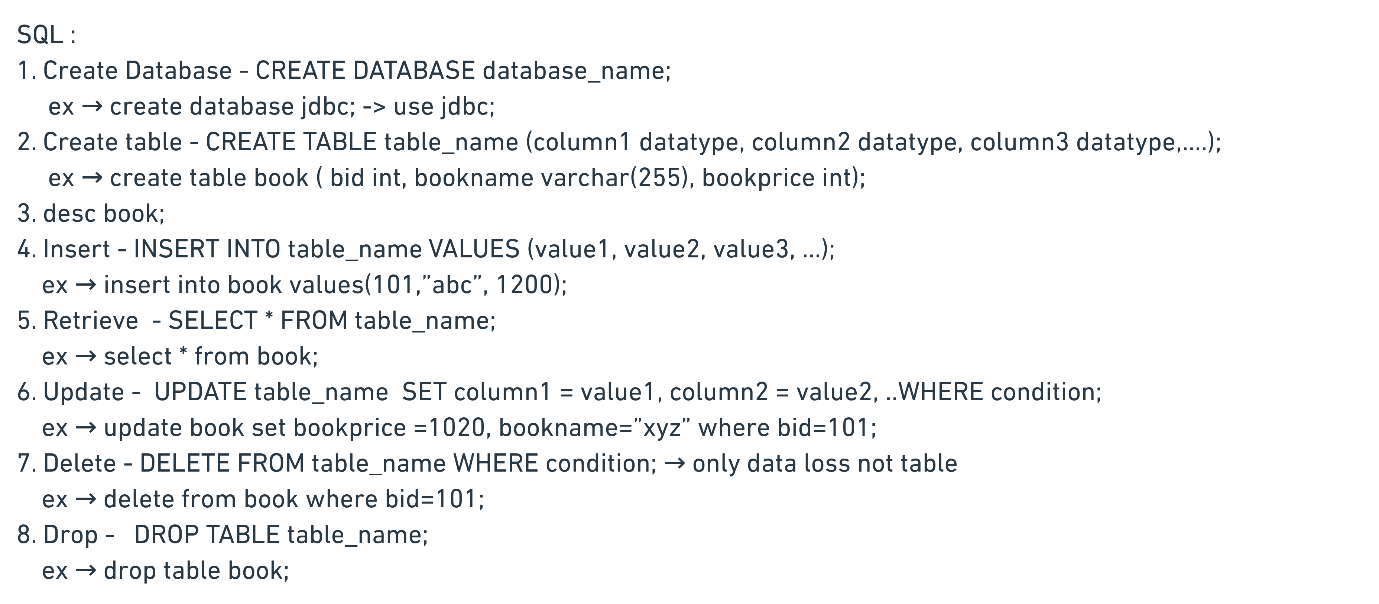 SQL :
1. Create Database - CREATE DATABASE database_name;
ex → create database jdbc; -> use jdbc;
2. Create table - CREATE TABLE table_name (column1 datatype, column2 datatype, column3 datatype,....);
ex → create table book ( bid int, bookname varchar(255), bookprice int);
3. desc book;
4. Insert - INSERT INTO table_name VALUES (value1, value2, value3, ...);
ex → insert into book values(101,”abc”, 1200);
5. Retrieve  - SELECT * FROM table_name;
ex → select * from book;
6. Update -  UPDATE table_name  SET column1 = value1, column2 = value2, ..WHERE condition;
ex → update book set bookprice =1020, bookname=”xyz” where bid=101;
7. Delete - DELETE FROM table_name WHERE condition; → only data loss not table
ex → delete from book where bid=101;
8. Drop -   DROP TABLE table_name;
ex → drop table book;